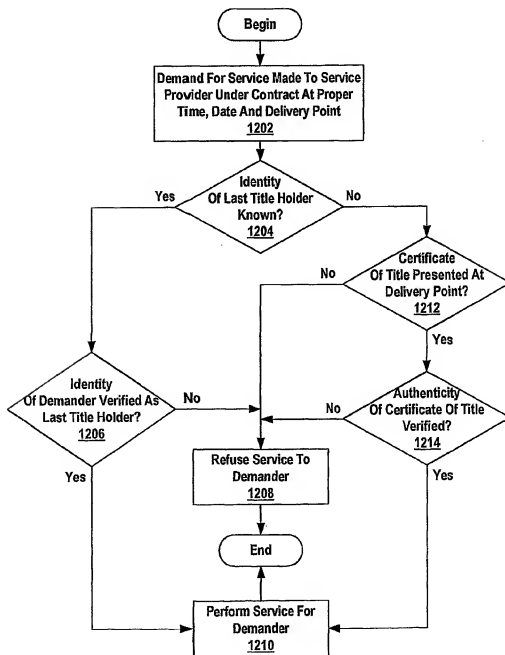 Begin
Demand For Service Made To Service
Provider Under Contract At Proper
Time, Date And Delivery Point
1202
Identity
Of Last Title Holder
Known?
1204
Yes
No
Certificate
Of Title Presented At
Delivery Point?
1212
No
Yes
Identity
Of Demander Verified As
Last Title Holder?
1206
No
Yes
Authenticity
Of Certificate Of Title
Verified?
1214
No
Yes
Refuse Service To
Demander
1208
End
Perform Service For
Demander
1210